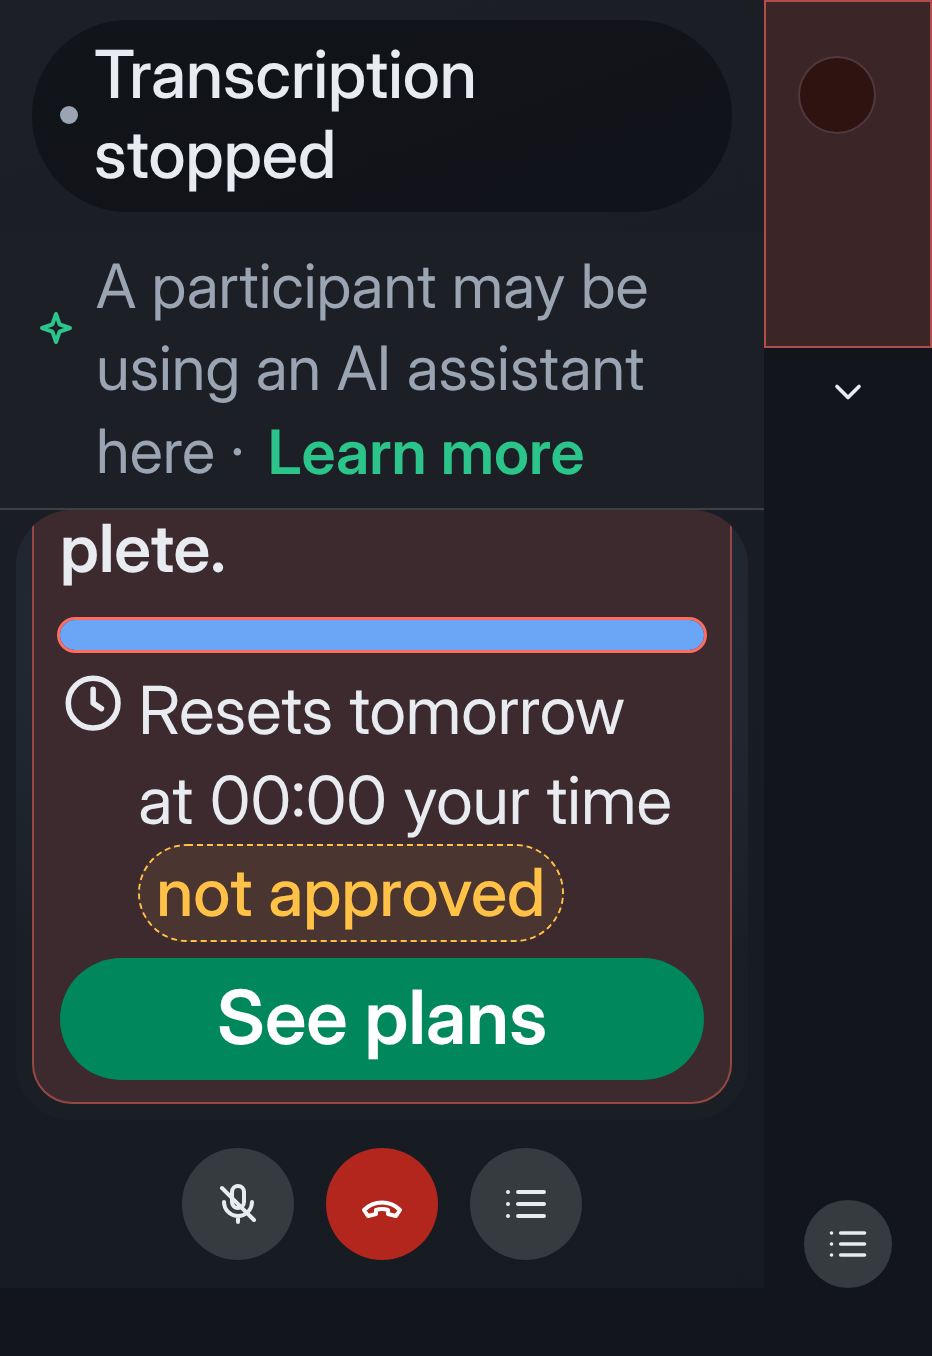 Transcription
stopped
A participant may be
using an AI assistant
here · Learn more
plete.
Resets tomorrow
at 00:00 your time
not approved
See plans